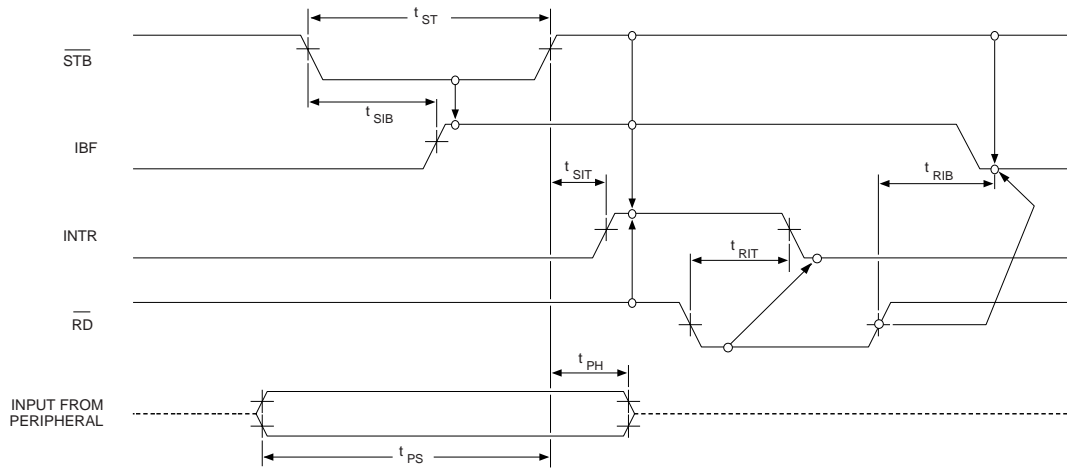 t ST
STB
t SIB
IBF
t SIT
t RIB
INTR
t RIT
RD
t PH
INPUT FROM
PERIPHERAL
t PS